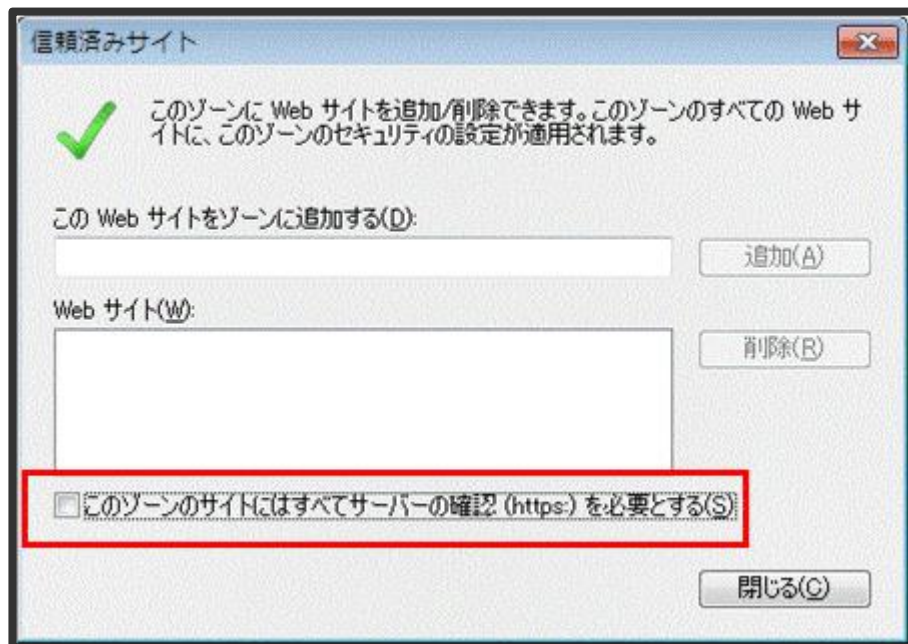 信頼済みサイト
このゾーンに Web サイトを追加/削除できます。このゾーンのすべての Web サ
イトに、このゾーンのセキュリティの設定が適用されます。
この Web サイトをゾーンに追加する(D):
追加(A)
Web サイト(W):
削除(R)
このゾーンのサイトにはすべてサーバーの確認 (https:) を必要とする(S)
閉じる(C)